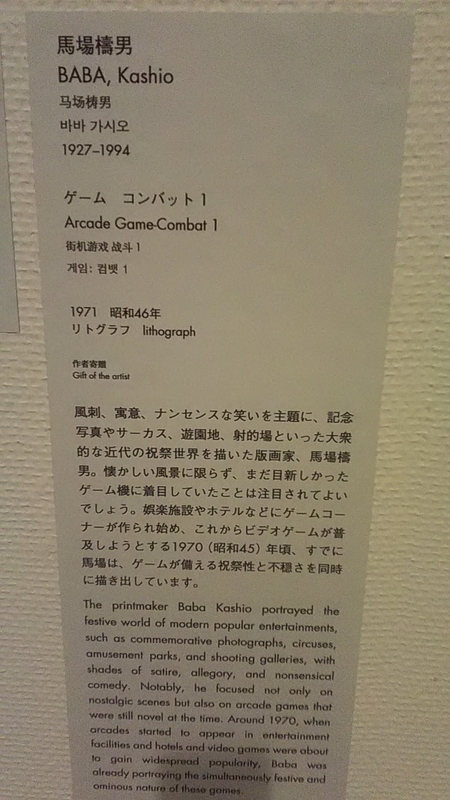 馬場檮男
BABA, Kashio
马场梼男
바바 가시오
1927–1994
ゲーム　コンバット 1
Arcade Game-Combat 1
街机游戏 战斗 1
게임: 컴뱃 1
1971　昭和46年
リトグラフ　lithograph
作者寄贈
Gift of the artist
風刺、寓意、ナンセンスな笑いを主題に、記念
写真やサーカス、遊園地、射的場といった大衆
的な近代の祝祭世界を描いた版画家、馬場檮
男。懐かしい風景に限らず、まだ目新しかった
ゲーム機に着目していたことは注目されてよい
でしょう。娯楽施設やホテルなどにゲームコー
ナーが作られ始め、これからビデオゲームが普
及しようとする1970（昭和45）年頃、すでに
馬場は、ゲームが備える祝祭性と不穏さを同時
に描き出しています。
The printmaker Baba Kashio portrayed the
festive world of modern popular entertainments,
such as commemorative photographs, circuses,
amusement parks, and shooting galleries, with
shades of satire, allegory, and nonsensical
comedy. Notably, he focused not only on
nostalgic scenes but also on arcade games that
were still novel at the time. Around 1970, when
arcades started to appear in entertainment
facilities and hotels and video games were about
to gain widespread popularity, Baba was
already portraying the simultaneously festive and
ominous nature of these games.